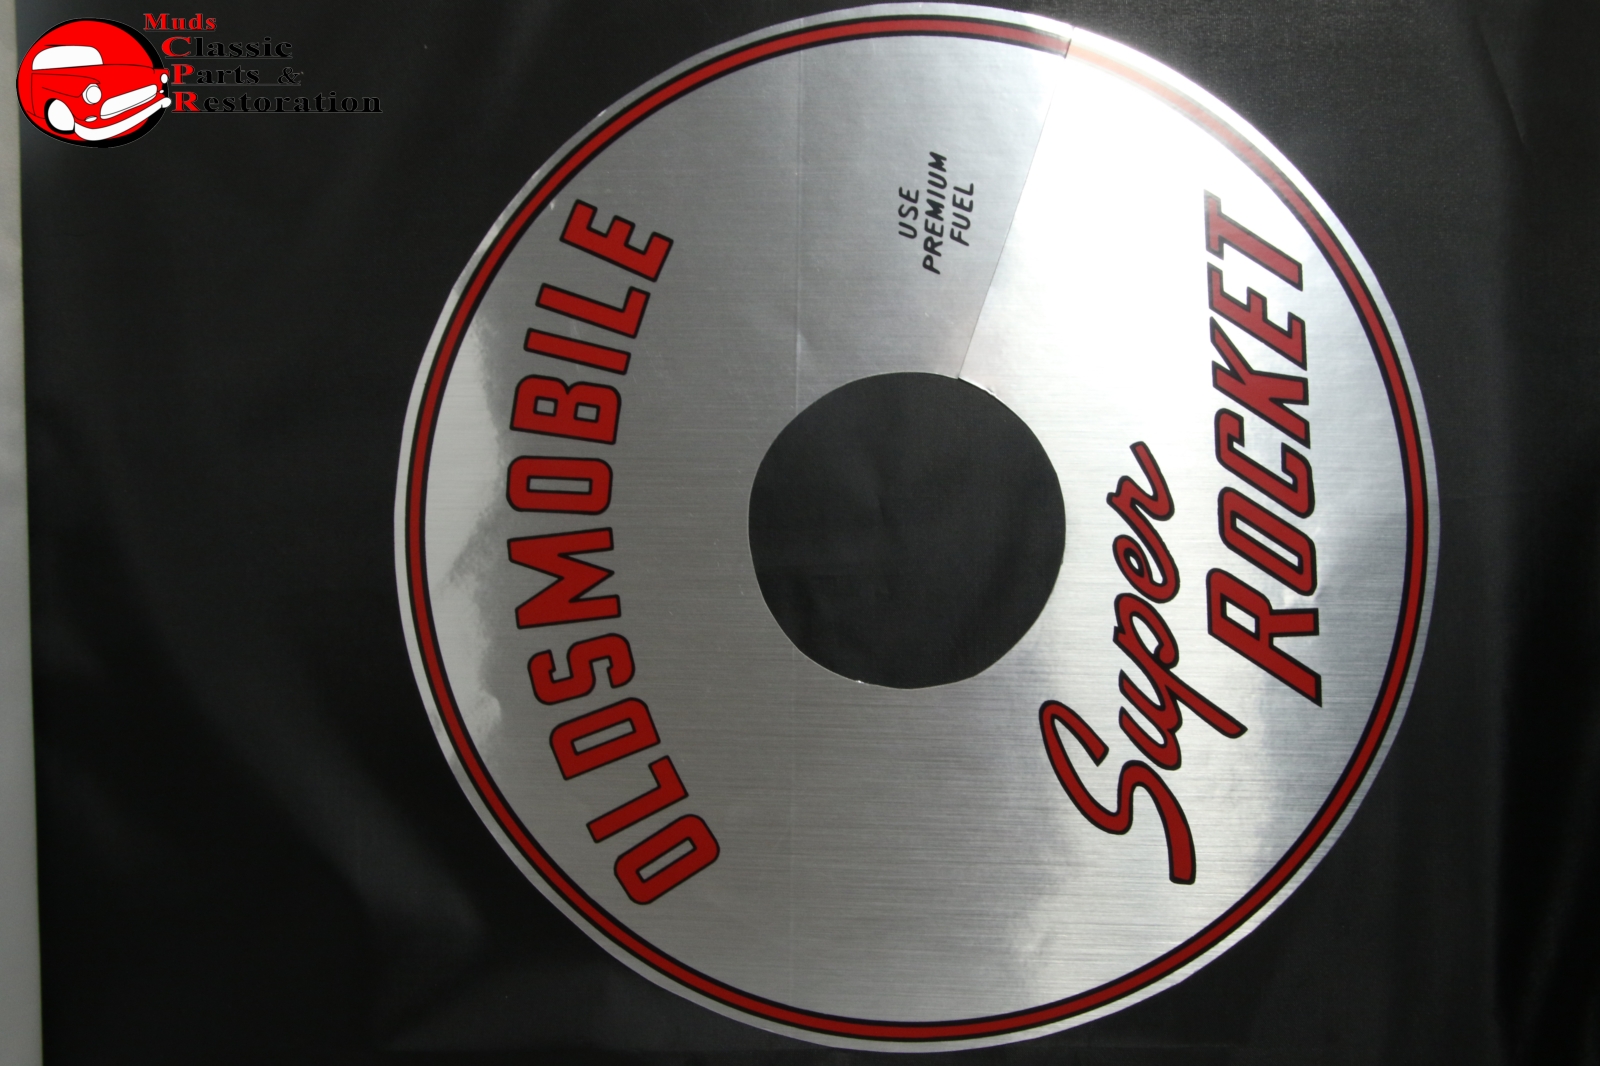 Muds
Classic
Parts &
Restoration
OLDSMOBILE
USE
PREMIUM
FUEL
Super
ROCKET